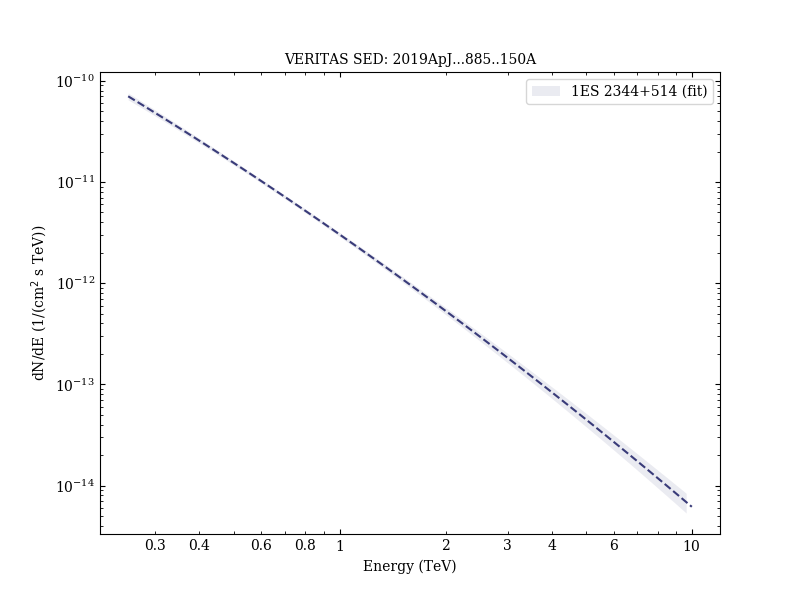 VERITAS SED: 2019ApJ...885..150A
1ES 2344+514 (fit)
dN/dE (1/(cm² s TeV))
10⁻¹⁰
10⁻¹¹
10⁻¹²
10⁻¹³
10⁻¹⁴
0.3 0.4 0.6 0.8 1 2 3 4 6 10
Energy (TeV)